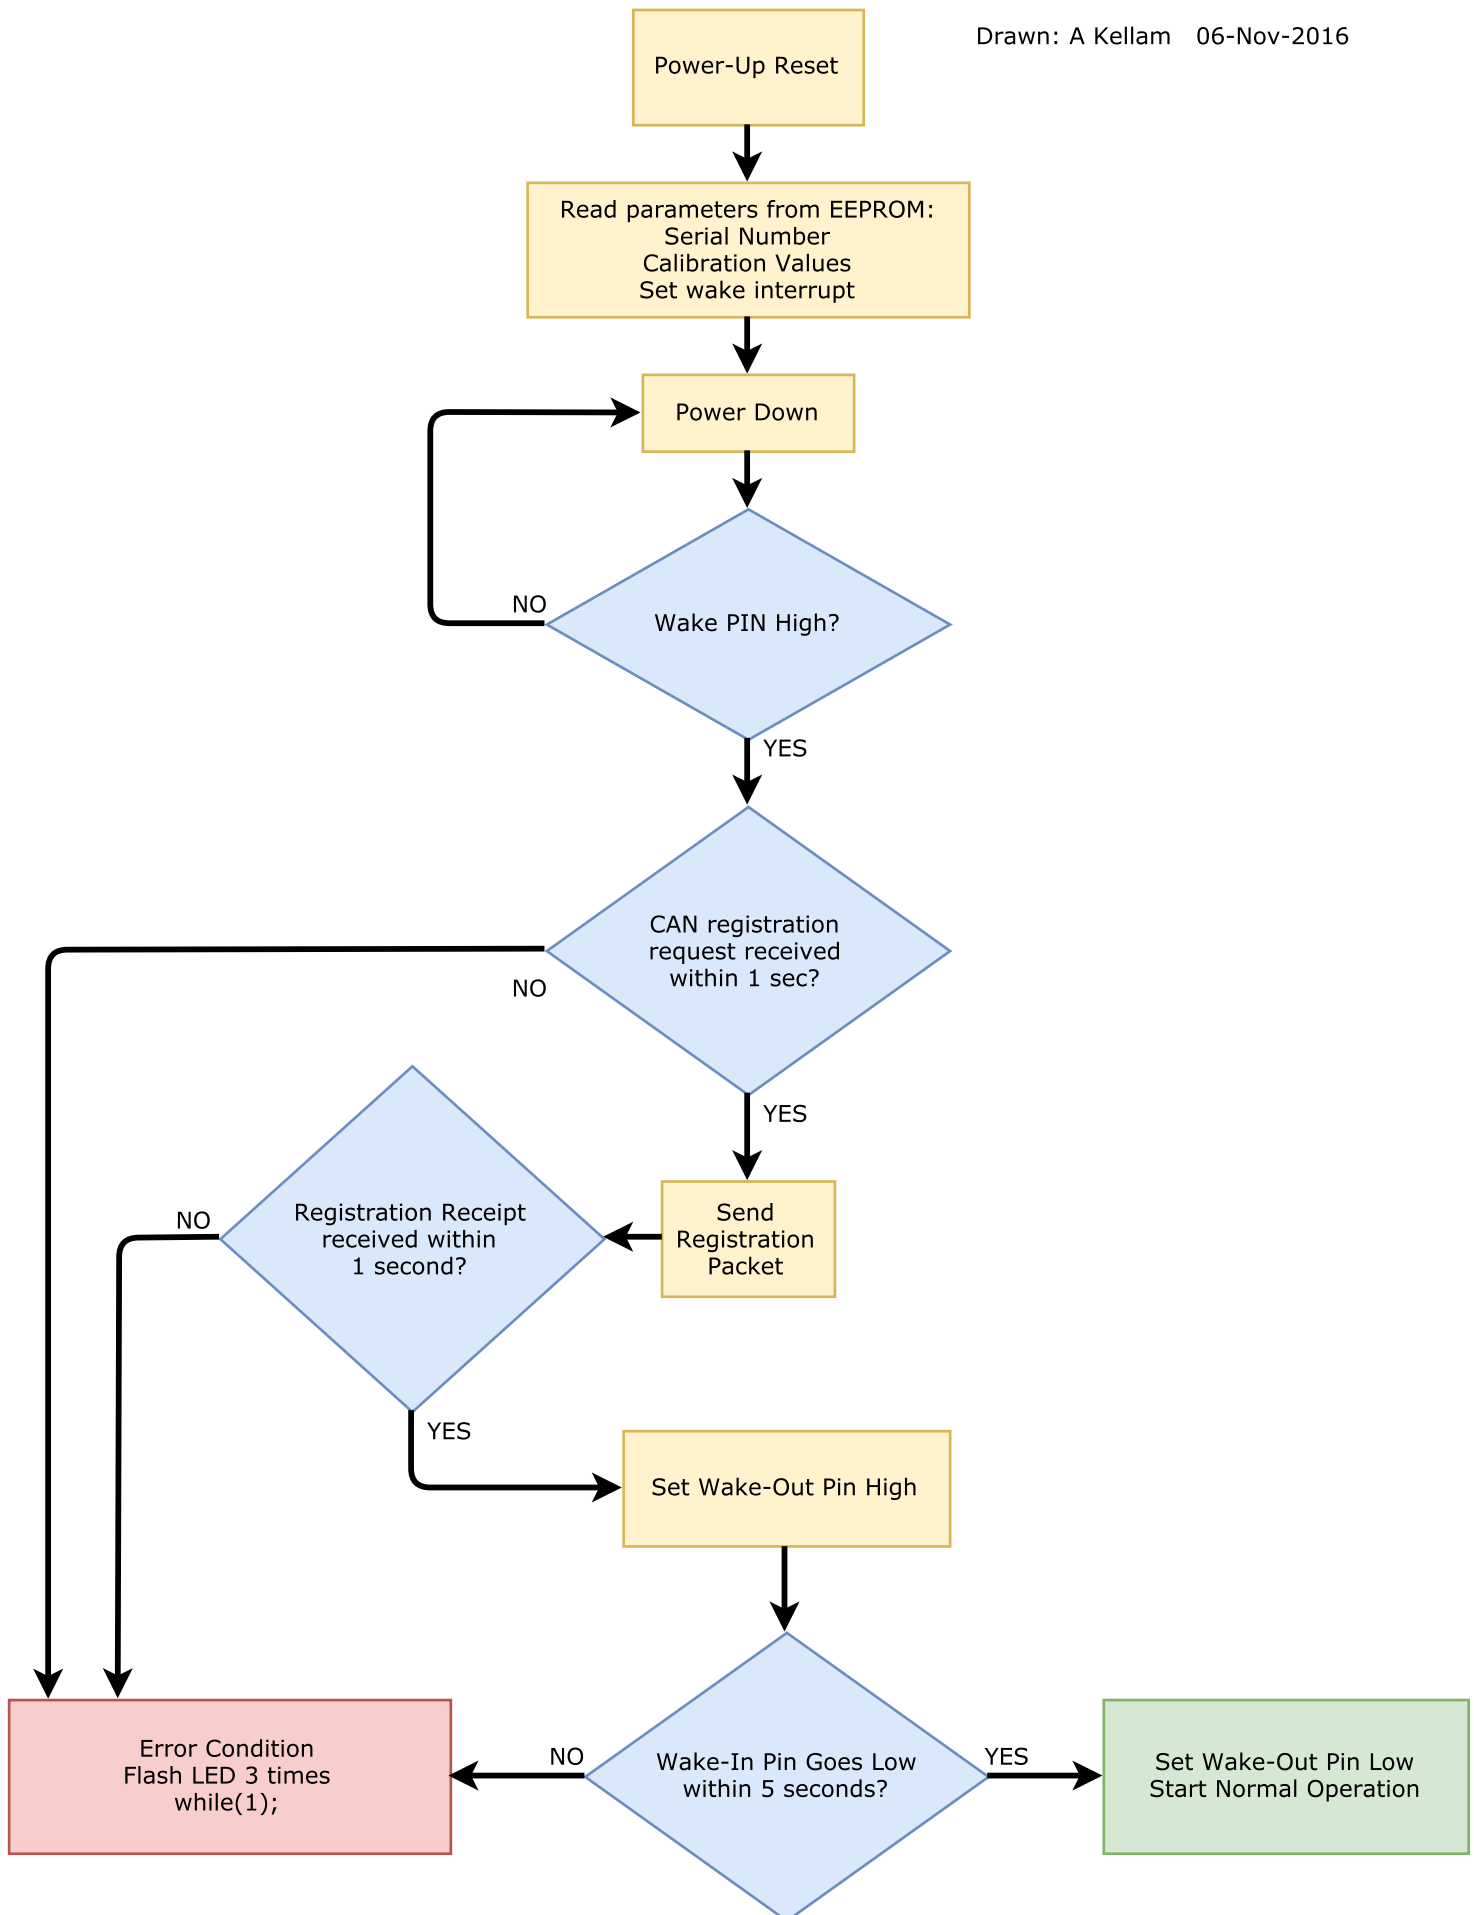 Drawn: A Kellam   06-Nov-2016
Power-Up Reset
Read parameters from EEPROM:
Serial Number
Calibration Values
Set wake interrupt
Power Down
NO
Wake PIN High?
YES
CAN registration
request received
within 1 sec?
NO
YES
Send
Registration
Packet
NO
Registration Receipt
received within
1 second?
YES
Set Wake-Out Pin High
Error Condition
Flash LED 3 times
while(1);
NO
Wake-In Pin Goes Low
within 5 seconds?
YES
Set Wake-Out Pin Low
Start Normal Operation